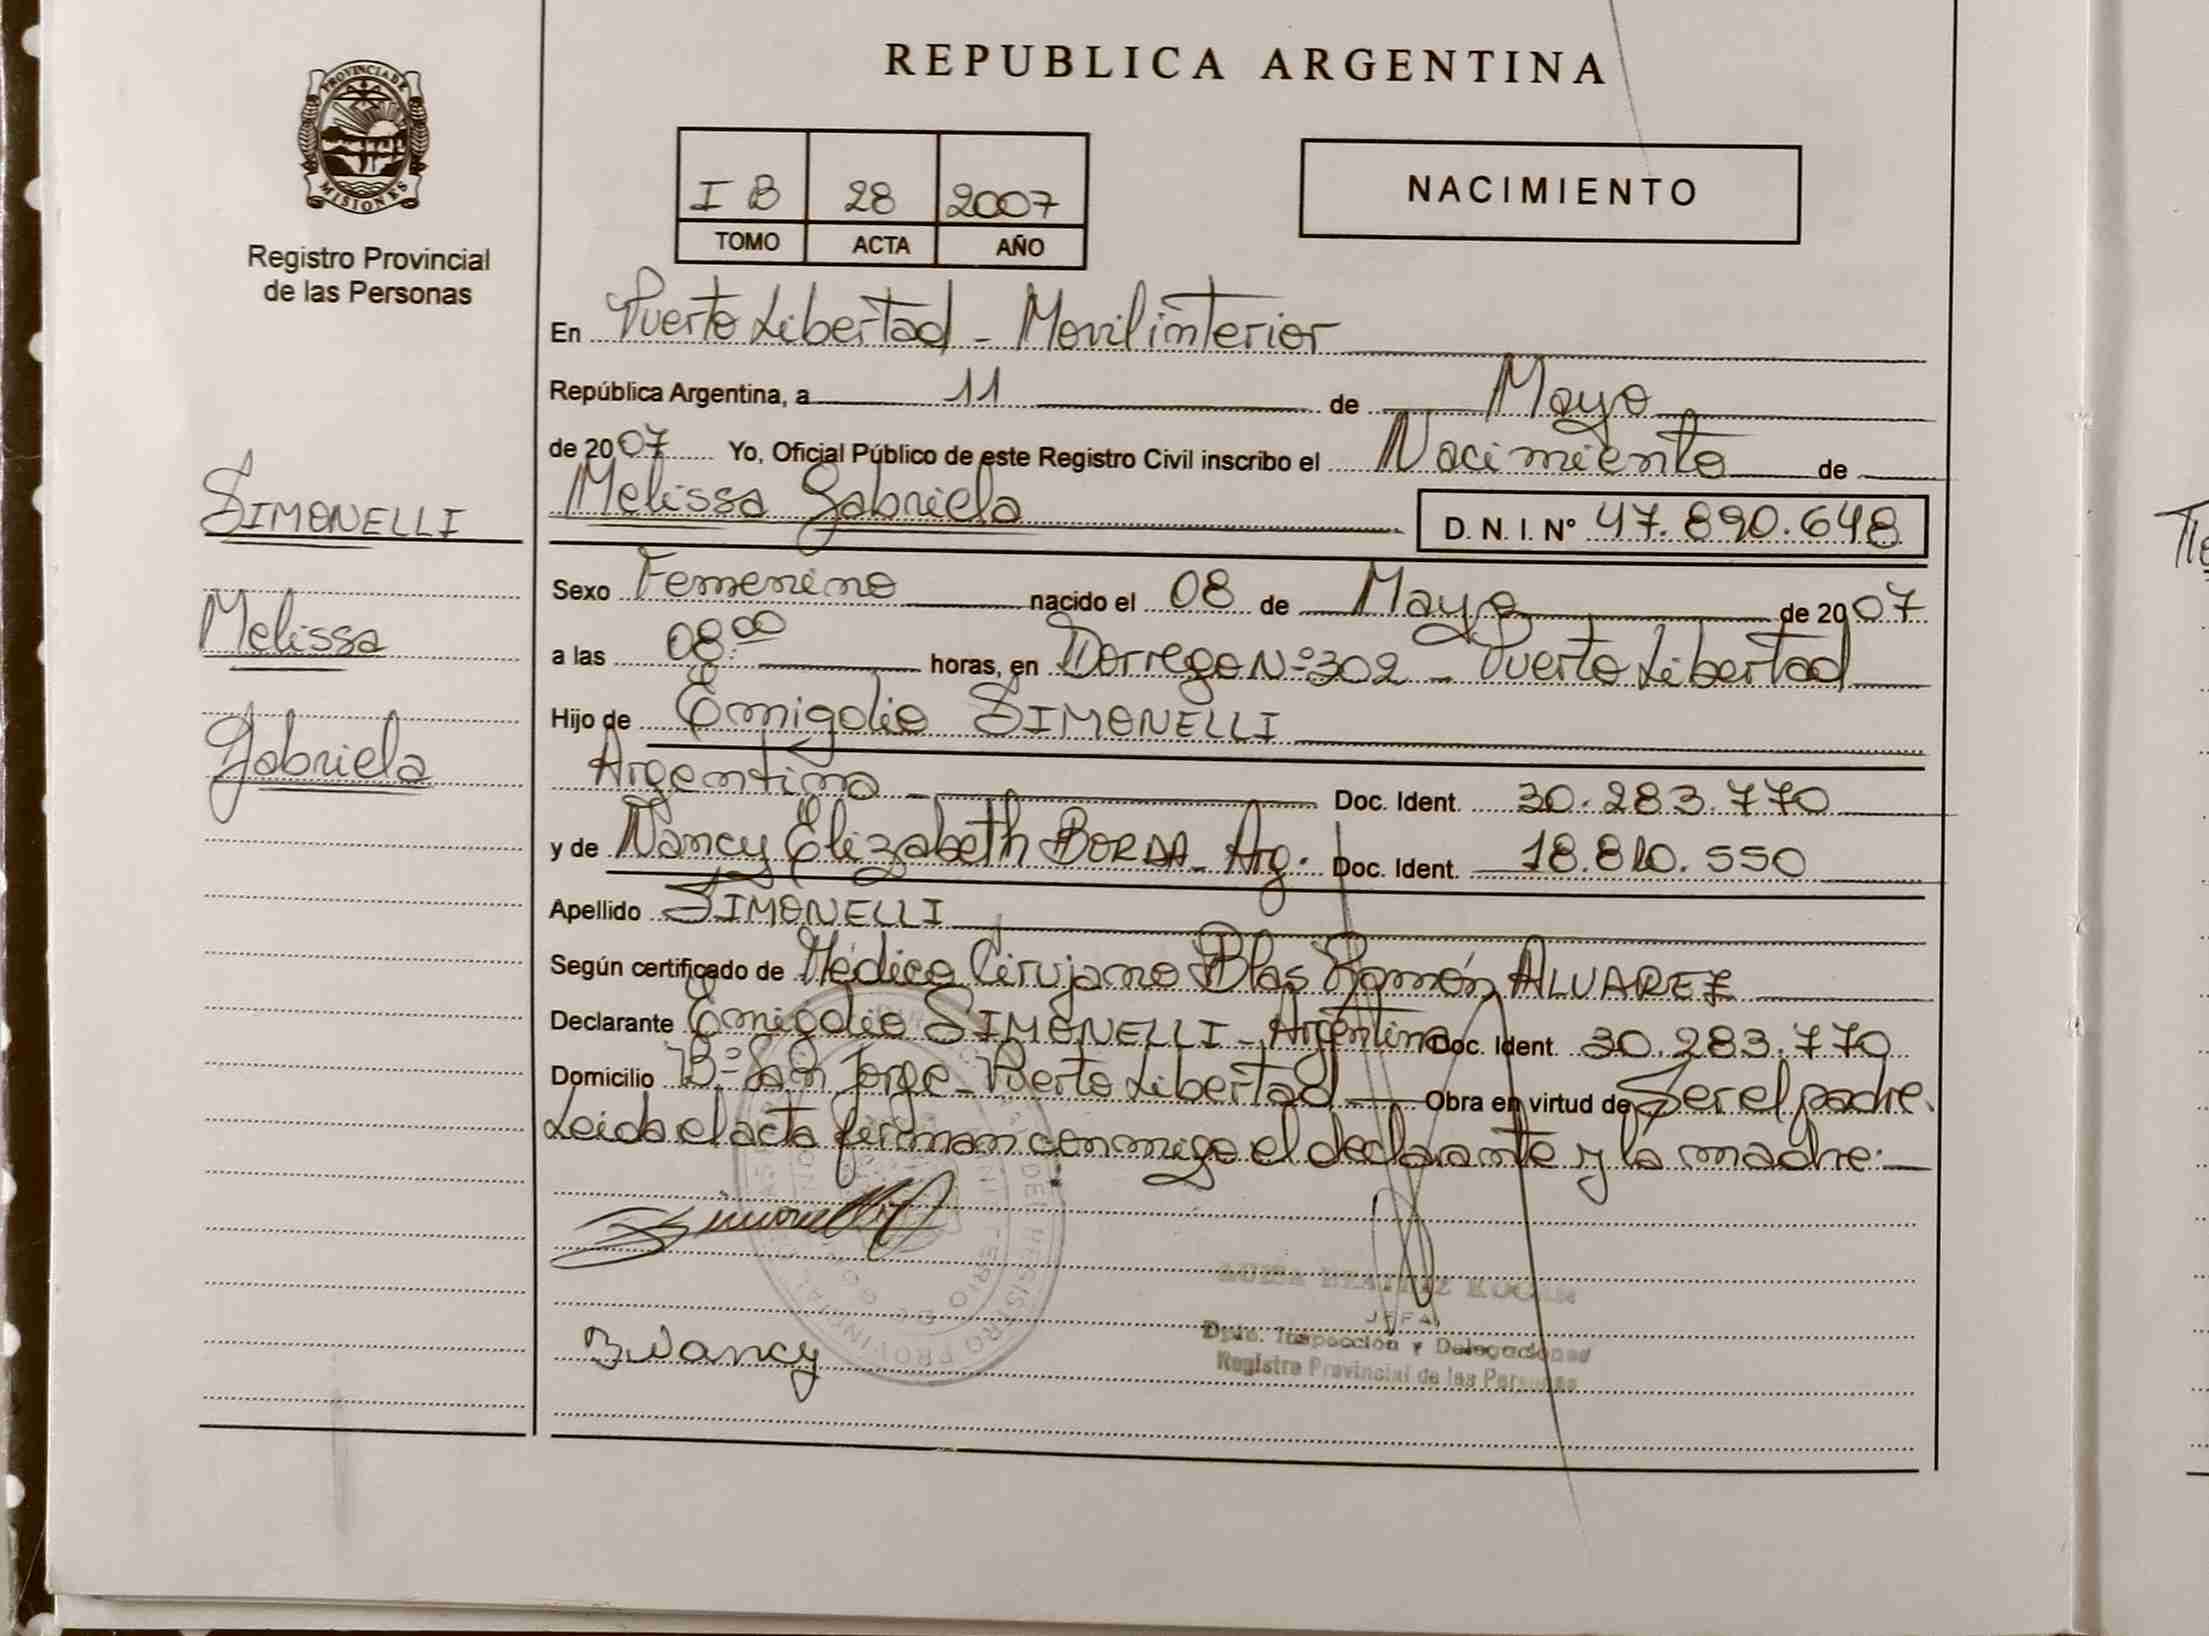 REPUBLICA ARGENTINA
PROVINCIA DE
MISIONES
Registro Provincial
de las Personas
I B 28 2007
TOMO ACTA AÑO
NACIMIENTO
En Puerto Libertad - Movil interior
República Argentina, a 11 de Mayo
de 2007 Yo, Oficial Público de este Registro Civil inscribo el Nacimiento de
SIMONELLI
Melissa Gabriela D. N. I. Nº 47.890.648
Sexo Femenino nacido el 08 de Mayo de 2007
Melissa
a las 08:00 horas, en Dorrego Nº 302 - Puerto Libertad
Hijo de Emigdio SIMONELLI
Gabriela
Argentino - Doc. Ident. 30.283.770
y de Nancy Elizabeth BORDA - Arg. Doc. Ident. 18.810.550
Apellido SIMONELLI
Según certificado de Médico Cirujano Blas Ramón ALVAREZ
Declarante Emigdio SIMONELLI - Argentino Doc. Ident. 30.283.770
Domicilio Bº San Jorge - Puerto Libertad Obra en virtud de Ser el padre.
Leida el acta firman conmigo el declarante y la madre.
Nancy
JEFA
Dpto. Inspección y Delegaciones
Registro Provincial de las Personas